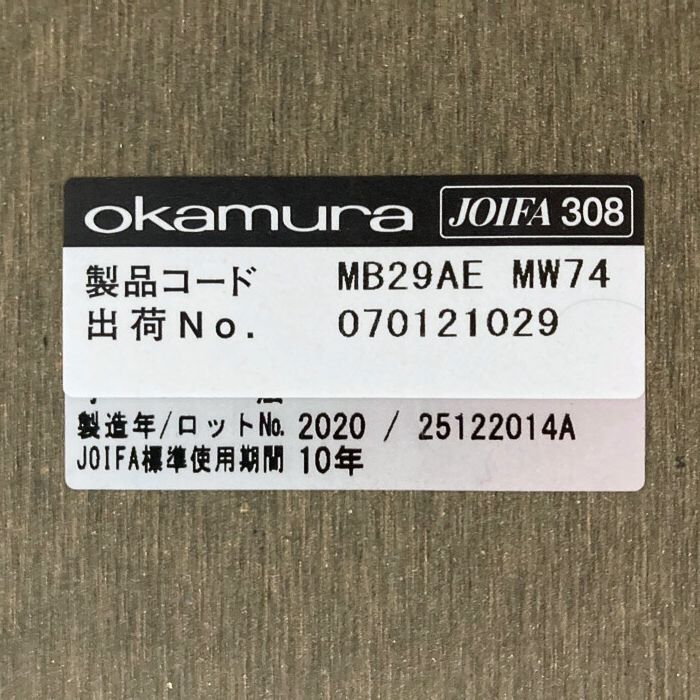 okamura JOIFA 308
製品コード MB29AE MW74
出荷No. 070121029
製造年/ロットNo. 2020 / 25122014A
JOIFA標準使用期間 10年